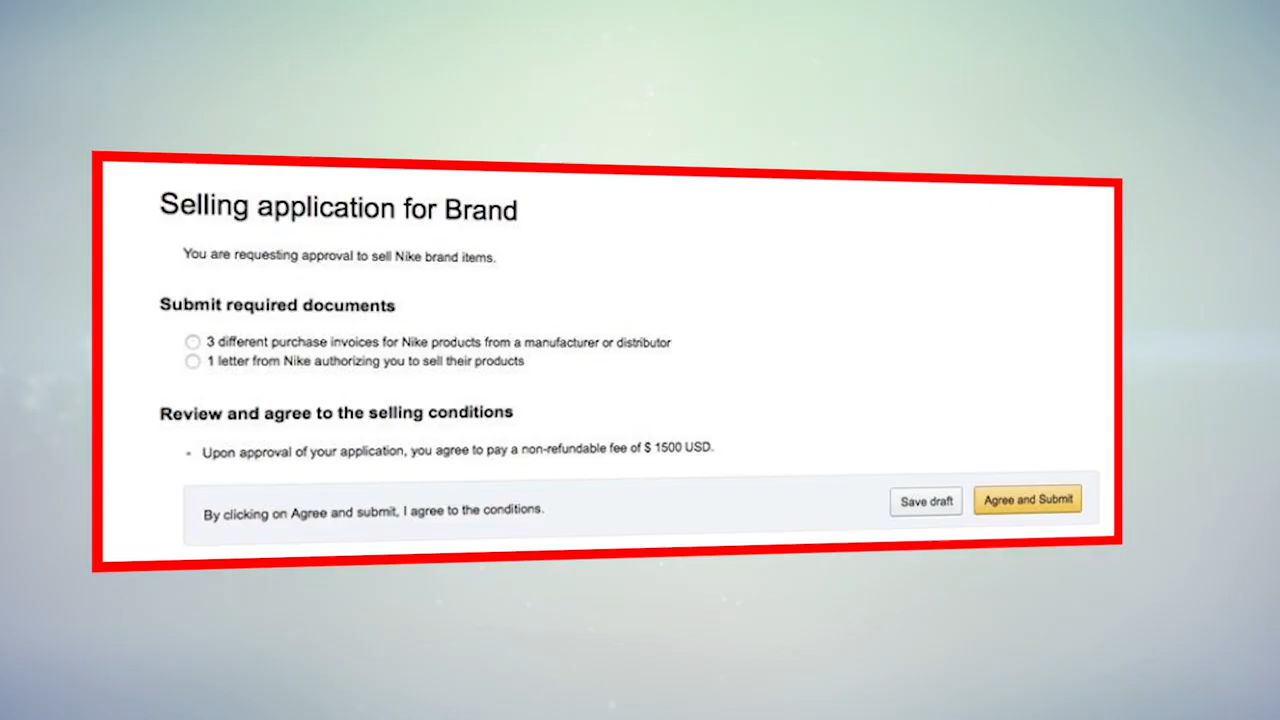 Selling application for Brand
You are requesting approval to sell Nike brand items.
Submit required documents
3 different purchase invoices for Nike products from a manufacturer or distributor
1 letter from Nike authorizing you to sell their products
Review and agree to the selling conditions
Upon approval of your application, you agree to pay a non-refundable fee of $ 1500 USD.
By clicking on Agree and submit, I agree to the conditions.
Save draft
Agree and Submit